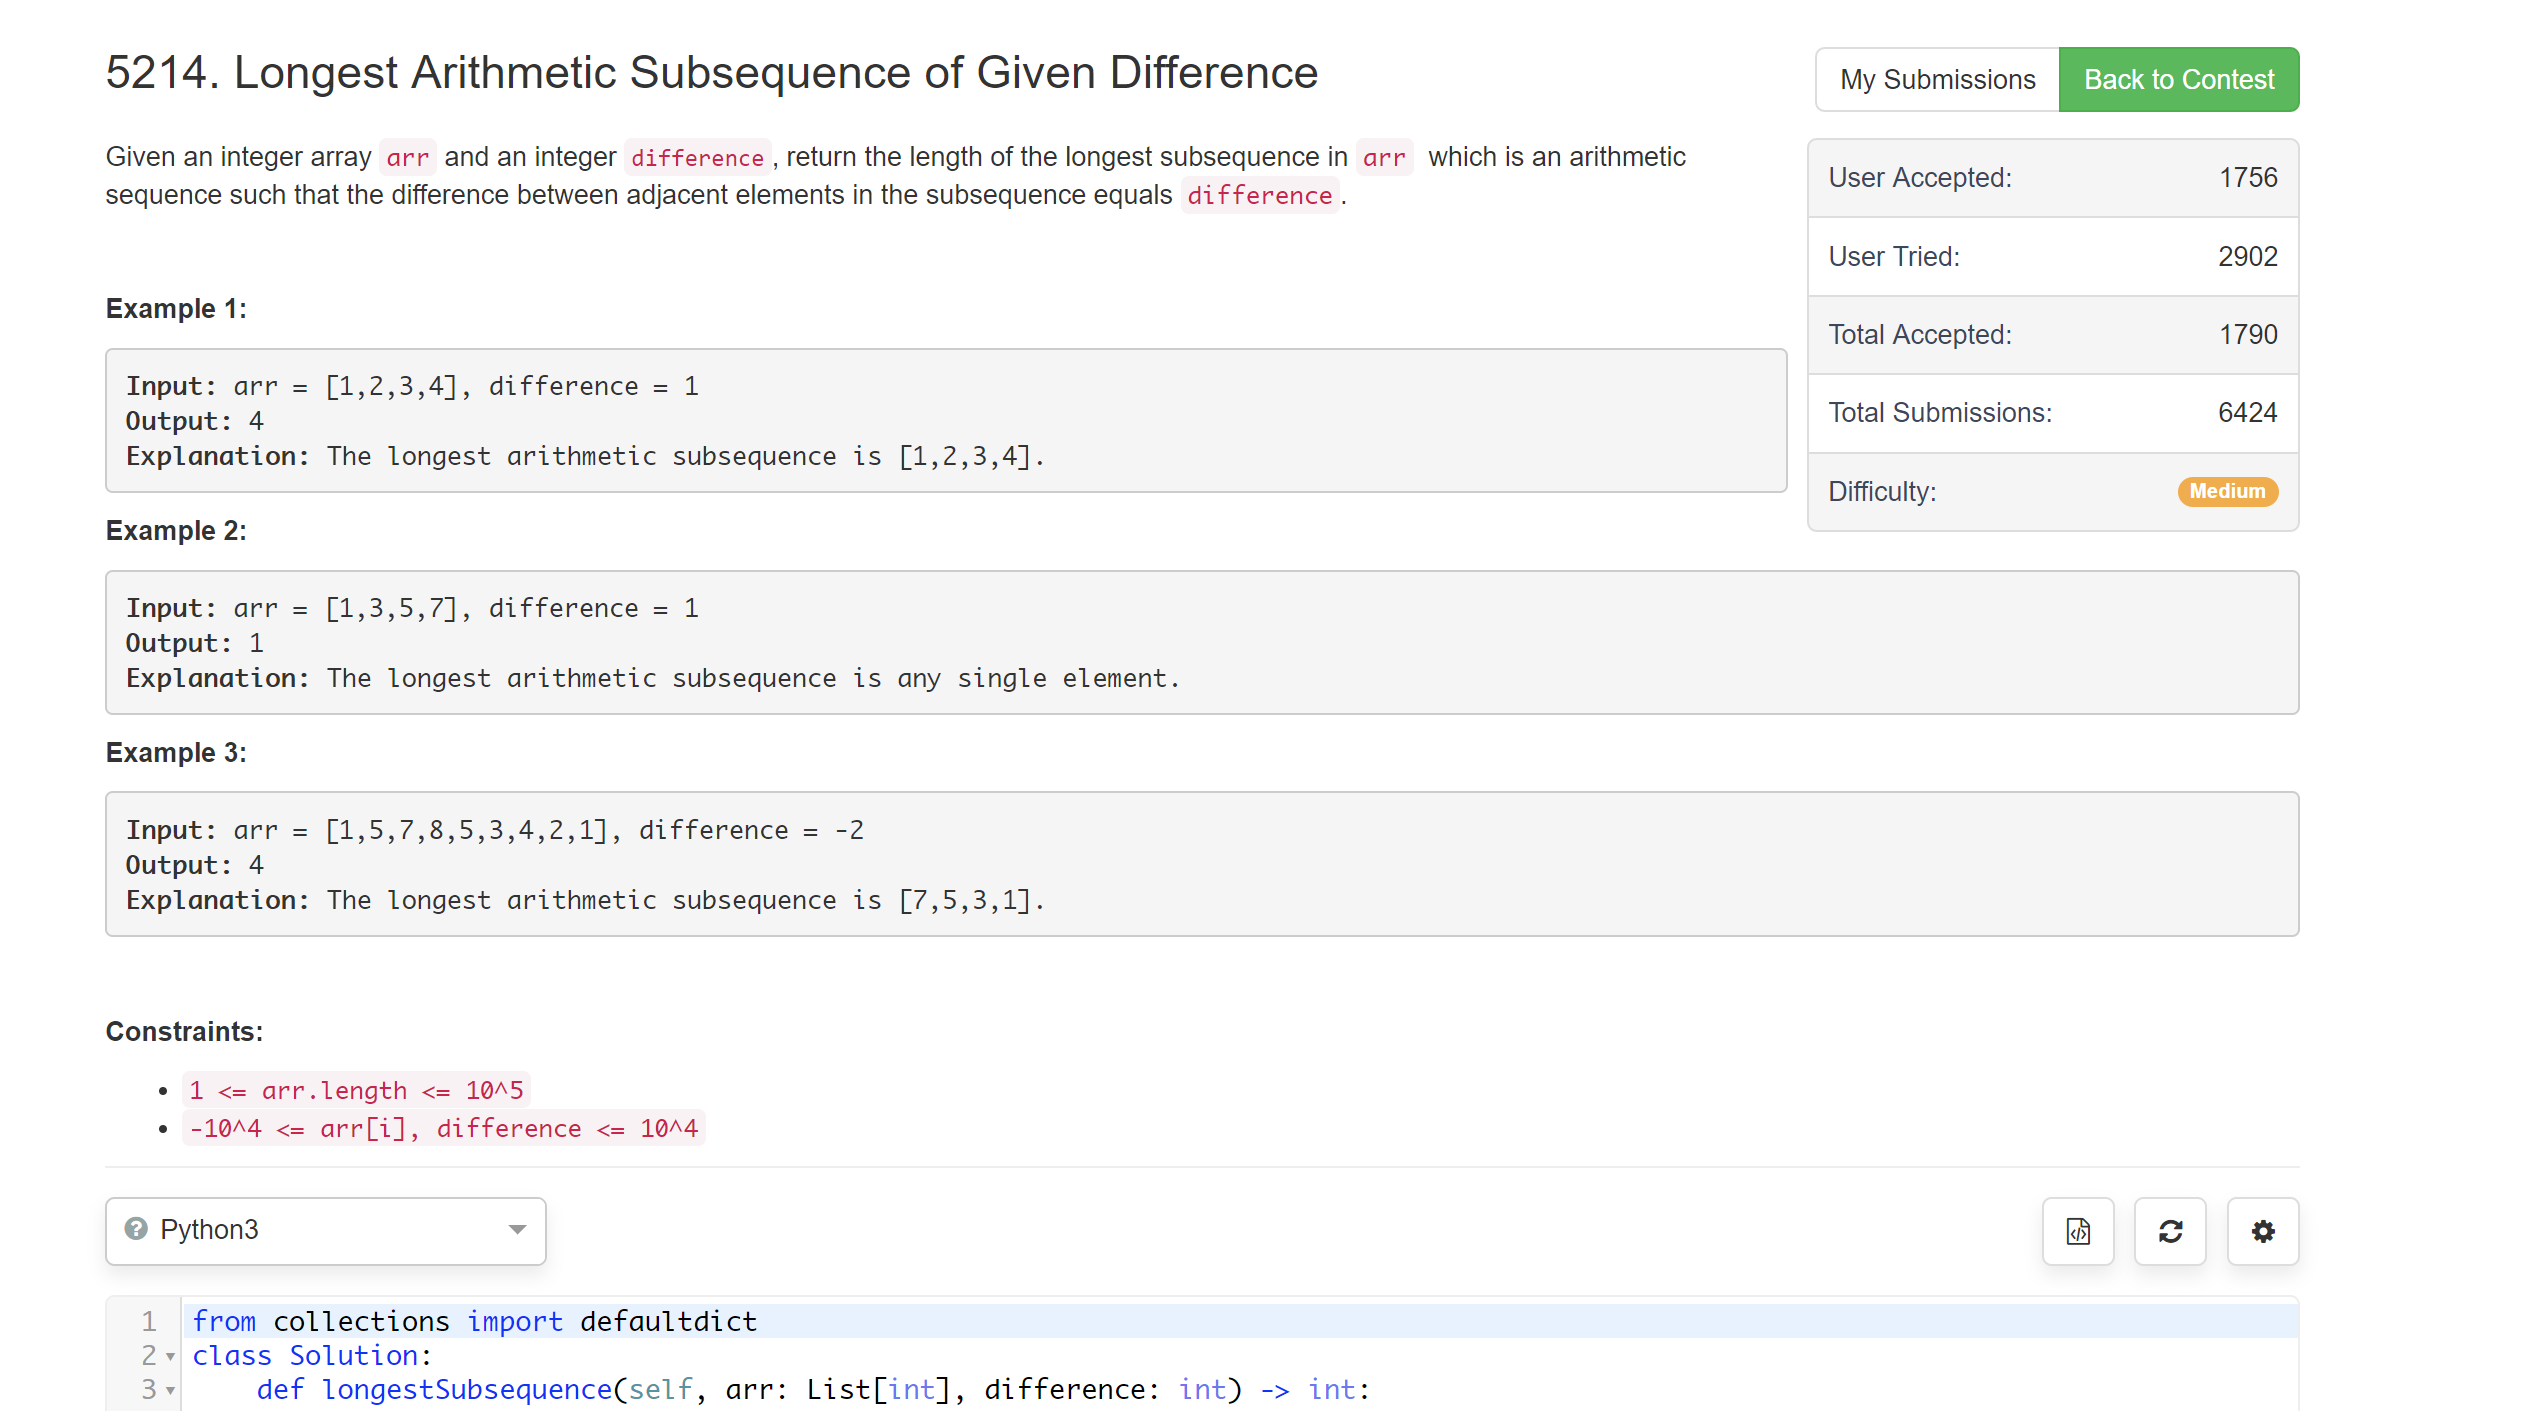 5214. Longest Arithmetic Subsequence of Given Difference
My Submissions
Back to Contest
Given an integer array arr and an integer difference, return the length of the longest subsequence in arr which is an arithmetic
sequence such that the difference between adjacent elements in the subsequence equals difference.
User Accepted: 1756
User Tried: 2902
Total Accepted: 1790
Total Submissions: 6424
Difficulty: Medium
Example 1:
Input: arr = [1,2,3,4], difference = 1
Output: 4
Explanation: The longest arithmetic subsequence is [1,2,3,4].
Example 2:
Input: arr = [1,3,5,7], difference = 1
Output: 1
Explanation: The longest arithmetic subsequence is any single element.
Example 3:
Input: arr = [1,5,7,8,5,3,4,2,1], difference = -2
Output: 4
Explanation: The longest arithmetic subsequence is [7,5,3,1].
Constraints:
• 1 <= arr.length <= 10^5
• -10^4 <= arr[i], difference <= 10^4
Python3
1 from collections import defaultdict
2 class Solution:
3     def longestSubsequence(self, arr: List[int], difference: int) -> int: